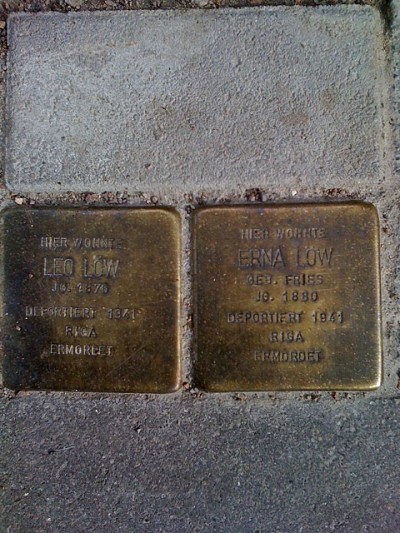 HIER WOHNTE
LEO LÖW
JG. 1870
DEPORTIERT 1941
RIGA
ERMORDET
HIER WOHNTE
ERNA LÖW
GEB. FRIES
JG. 1880
DEPORTIERT 1941
RIGA
ERMORDET